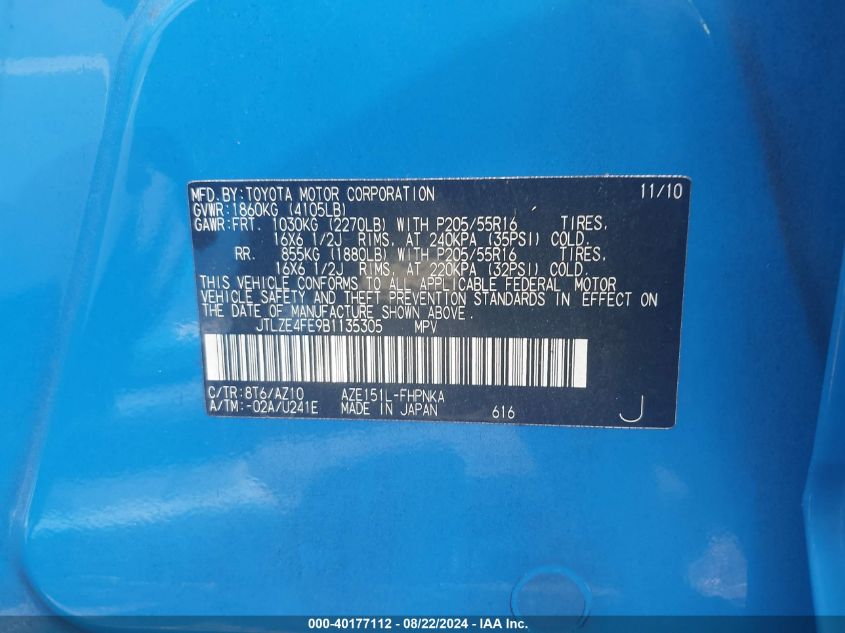 MFD. BY: TOYOTA MOTOR CORPORATION 11/10
GVWR: 1860KG (4105LB)
GAWR: FRT. 1030KG (2270LB) WITH P205/55R16 TIRES,
16X6 1/2J RIMS, AT 240KPA (35PSI) COLD.
RR. 855KG (1880LB) WITH P205/55R16 TIRES,
16X6 1/2J RIMS, AT 220KPA (32PSI) COLD.
THIS VEHICLE CONFORMS TO ALL APPLICABLE FEDERAL MOTOR
VEHICLE SAFETY AND THEFT PREVENTION STANDARDS IN EFFECT ON
THE DATE OF MANUFACTURE SHOWN ABOVE.
JTLZE4FE9B1135305 MPV
C/TR: 8T6/AZ10 AZE151L-FHPNKA
A/TM: -02A/U241E MADE IN JAPAN 616 J
000-40177112 - 08/22/2024 - IAA Inc.